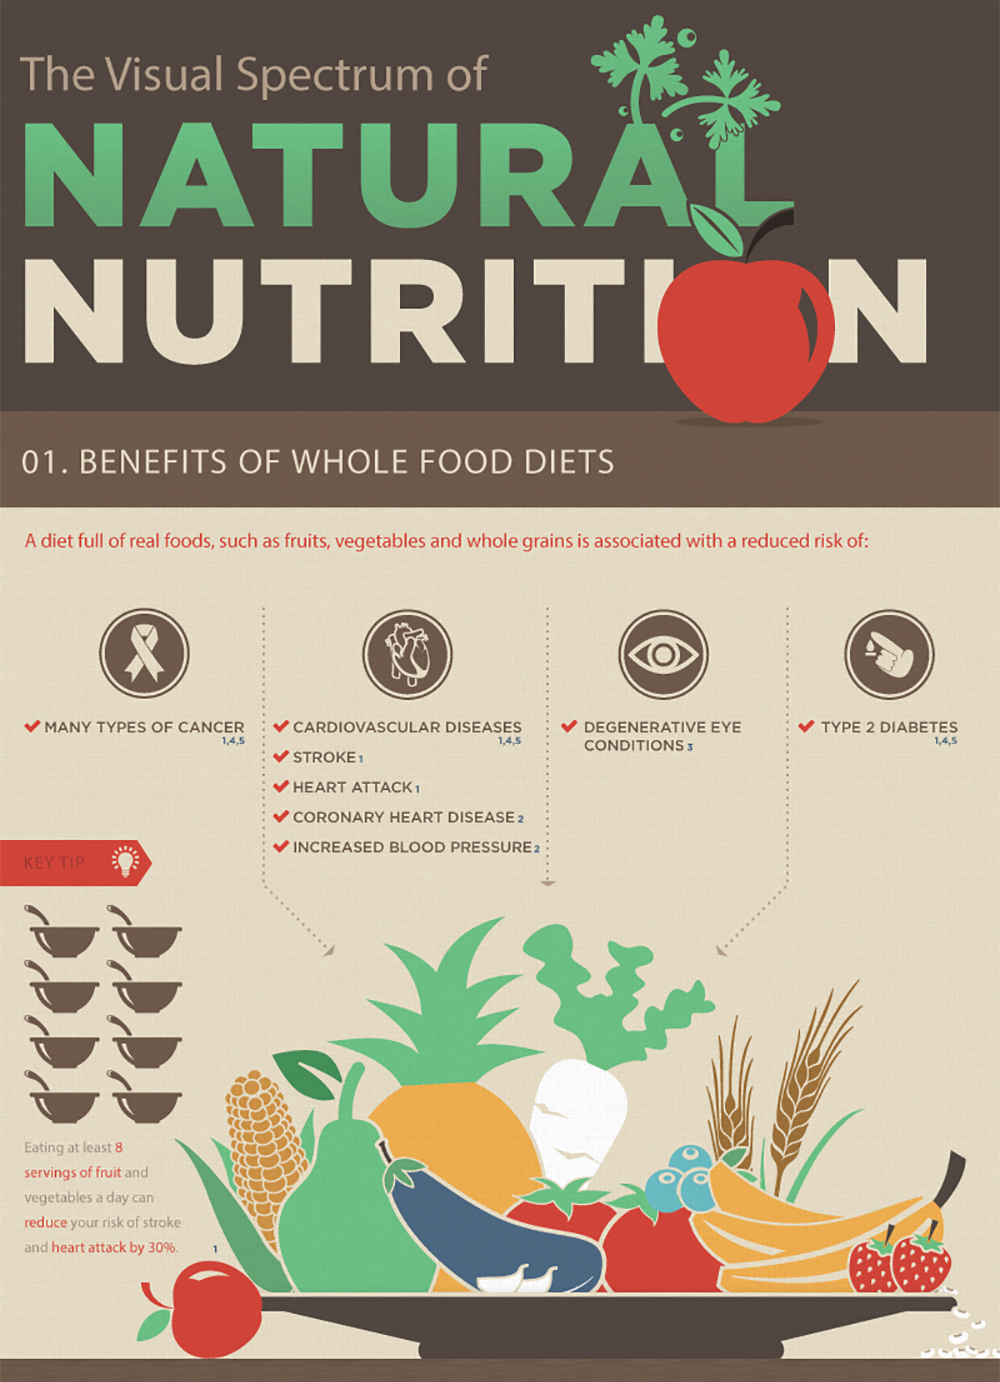 The Visual Spectrum of
NATURAL
NUTRITION
01. BENEFITS OF WHOLE FOOD DIETS
A diet full of real foods, such as fruits, vegetables and whole grains is associated with a reduced risk of:
MANY TYPES OF CANCER
1,4,5
CARDIOVASCULAR DISEASES
1,4,5
STROKE 1
HEART ATTACK 1
CORONARY HEART DISEASE 2
INCREASED BLOOD PRESSURE 2
DEGENERATIVE EYE
CONDITIONS 3
TYPE 2 DIABETES
1,4,5
KEY TIP
Eating at least 8
servings of fruit and
vegetables a day can
reduce your risk of stroke
and heart attack by 30%. 1